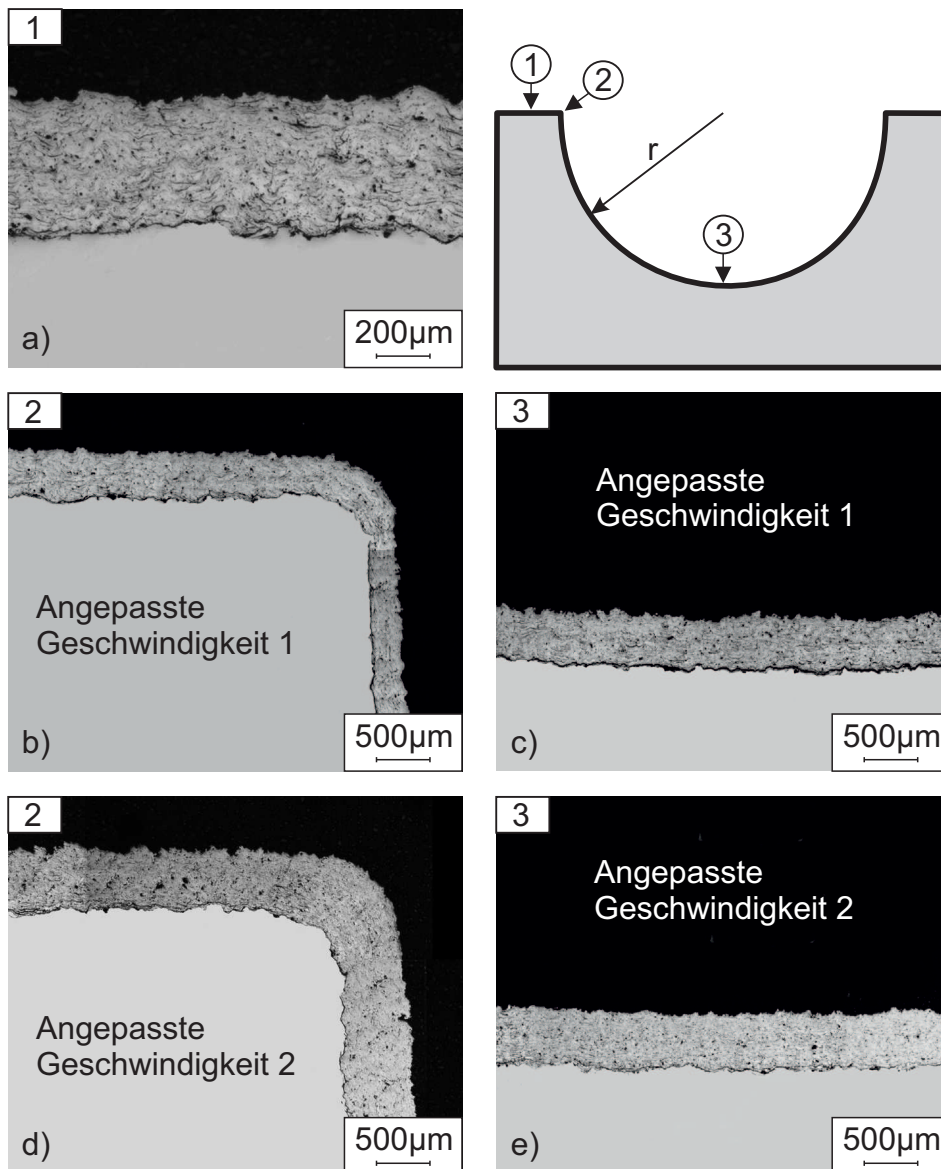 1
a)
200µm
1
2
r
3
2
Angepasste
Geschwindigkeit 1
b)
500µm
3
Angepasste
Geschwindigkeit 1
c)
500µm
2
Angepasste
Geschwindigkeit 2
d)
500µm
3
Angepasste
Geschwindigkeit 2
e)
500µm